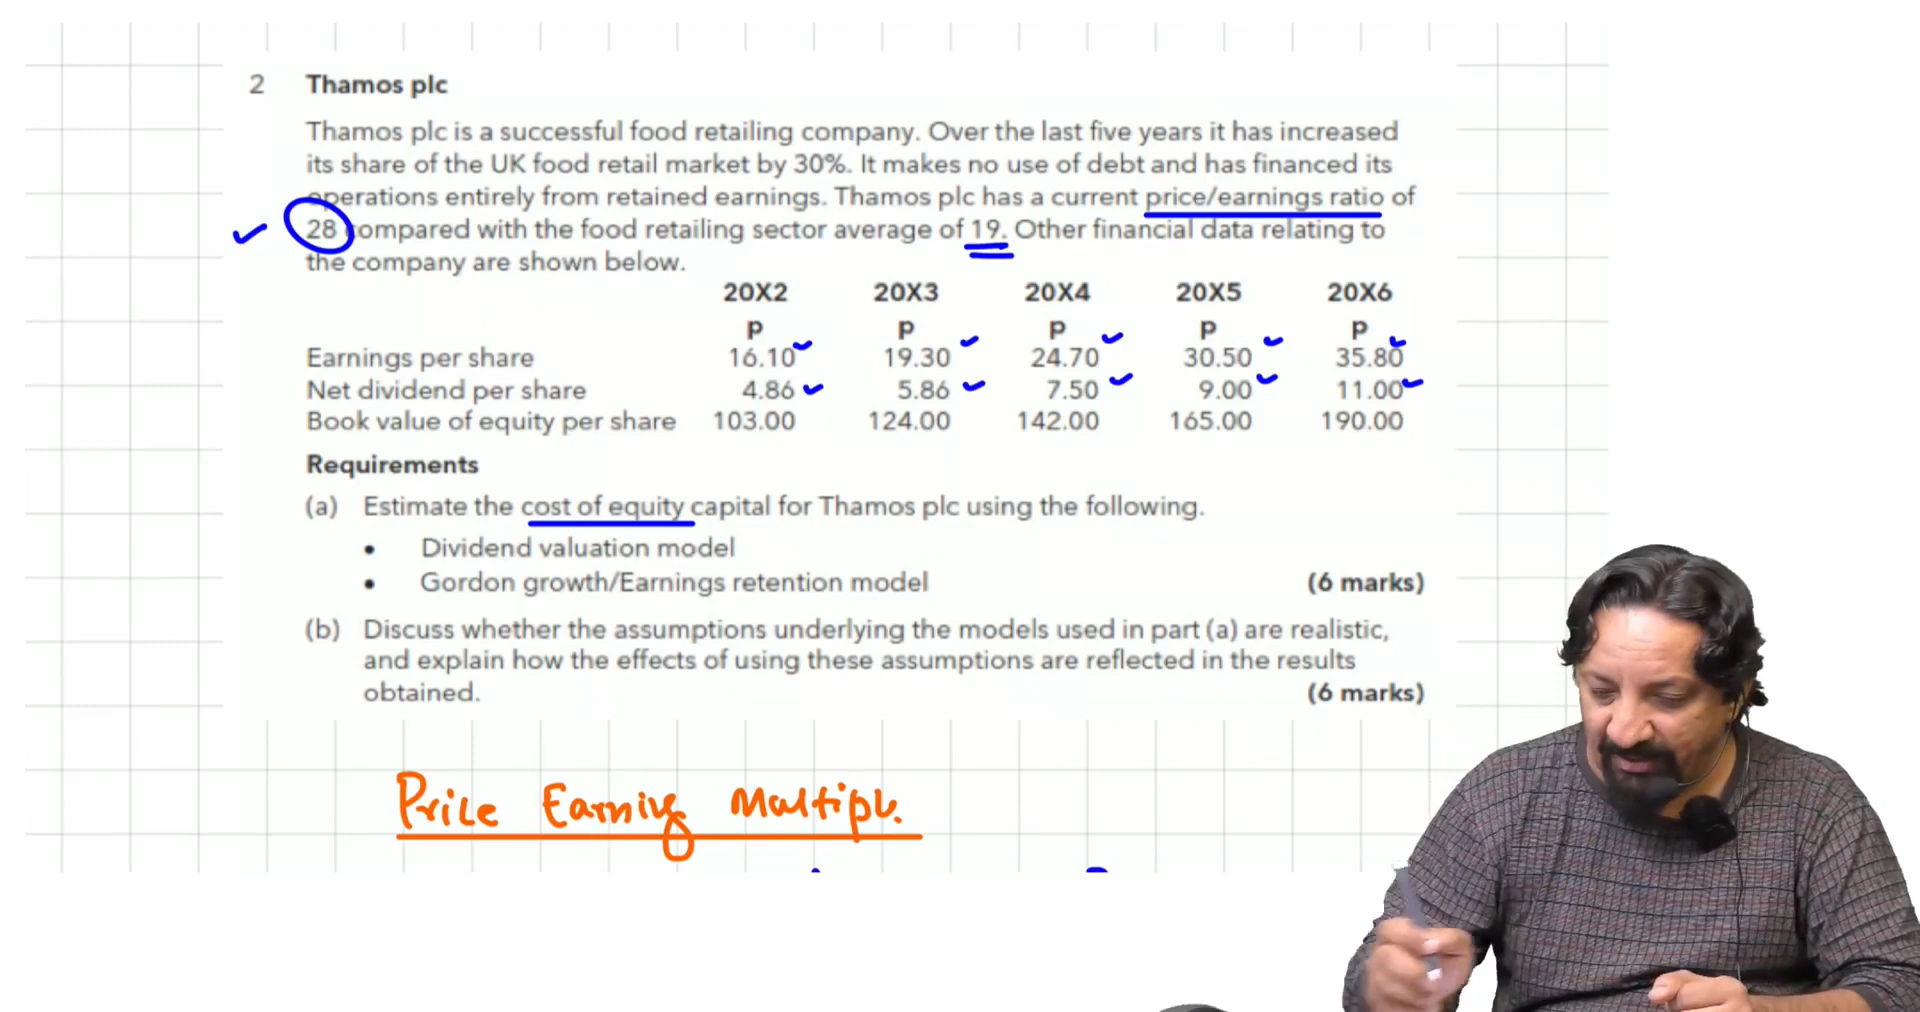 2 Thamos plc
Thamos plc is a successful food retailing company. Over the last five years it has increased
its share of the UK food retail market by 30%. It makes no use of debt and has financed its
operations entirely from retained earnings. Thamos plc has a current price/earnings ratio of
28 compared with the food retailing sector average of 19. Other financial data relating to
the company are shown below.
20X2 20X3 20X4 20X5 20X6
p p p p p
Earnings per share 16.10 19.30 24.70 30.50 35.80
Net dividend per share 4.86 5.86 7.50 9.00 11.00
Book value of equity per share 103.00 124.00 142.00 165.00 190.00
Requirements
(a) Estimate the cost of equity capital for Thamos plc using the following.
• Dividend valuation model
• Gordon growth/Earnings retention model (6 marks)
(b) Discuss whether the assumptions underlying the models used in part (a) are realistic,
and explain how the effects of using these assumptions are reflected in the results
obtained. (6 marks)
Price Earning Multiple.